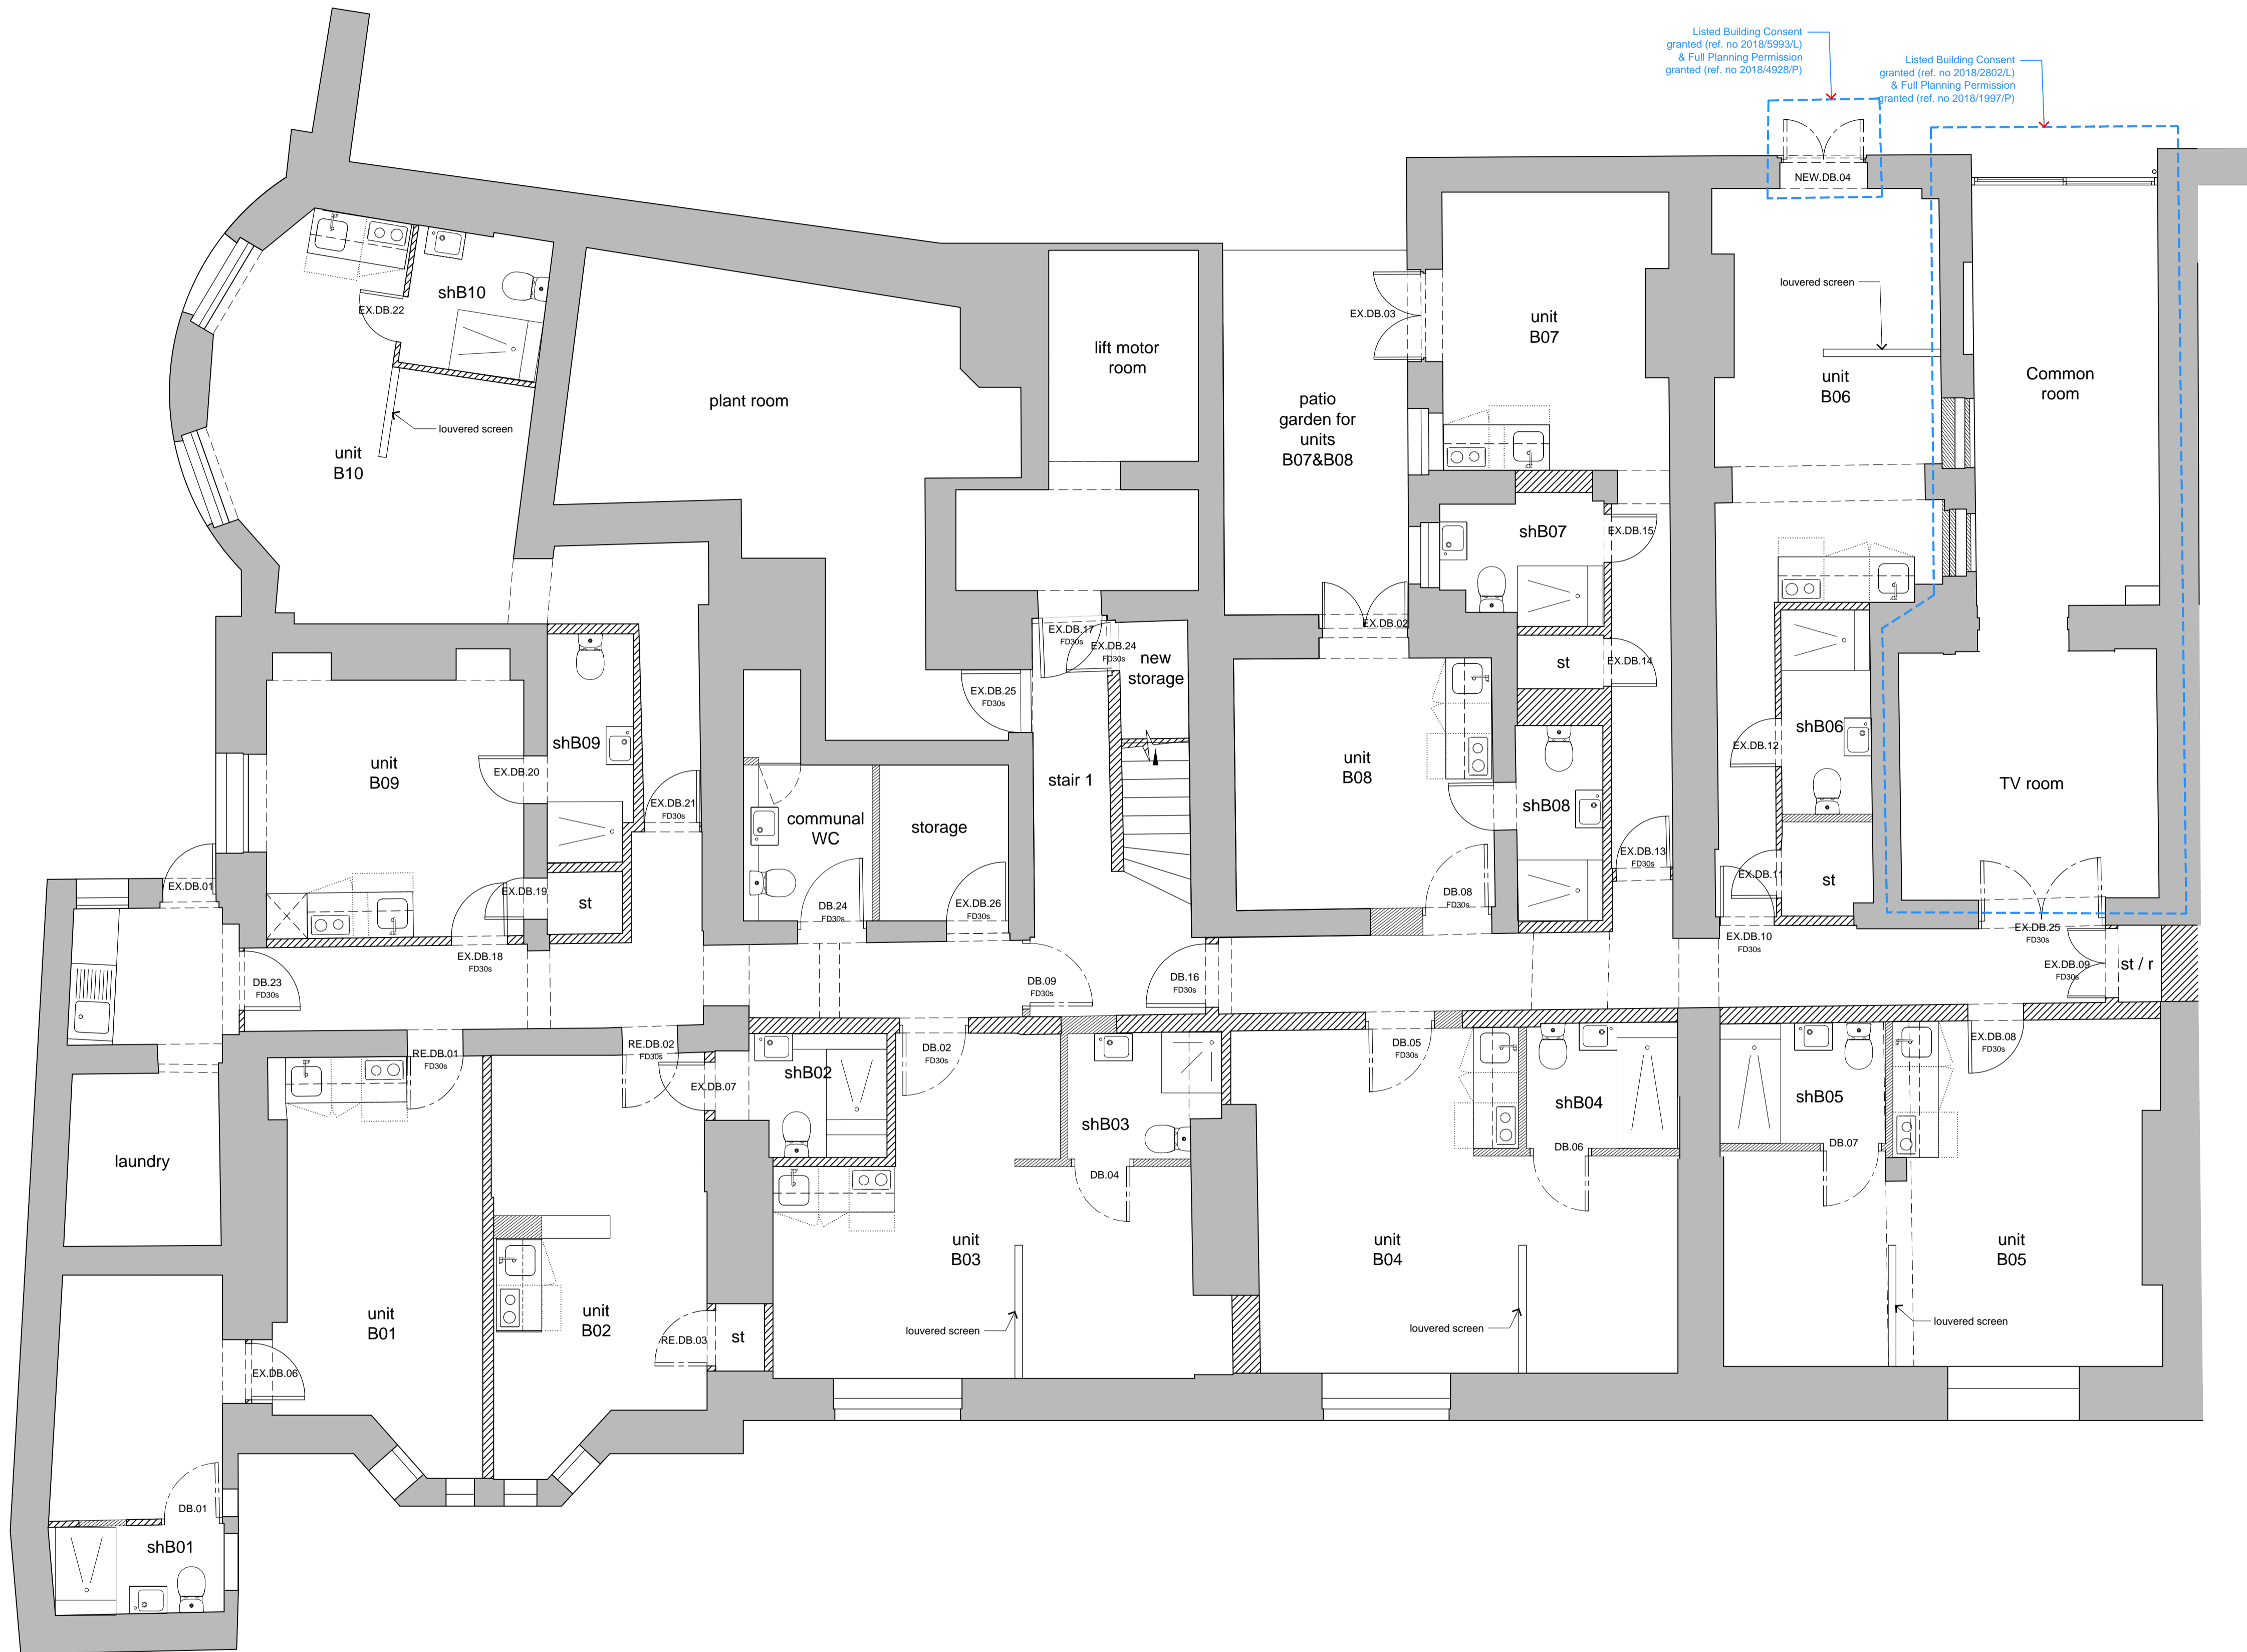 Listed Building Consent
granted (ref. no 2018/5993/L)
& Full Planning Permission
granted (ref. no 2018/4928/P)
Listed Building Consent
granted (ref. no 2018/2802/L)
& Full Planning Permission
granted (ref. no 2018/1997/P)
NEW.DB.04
shB10
EX.DB.22
louvered screen
unit
B10
plant room
lift motor
room
patio
garden for
units
B07&B08
EX.DB.03
unit
B07
louvered screen
unit
B06
Common
room
shB07
EX.DB.15
EX.DB.02
st
EX.DB.14
EX.DB.17
FD30s
EX.DB.24
FD30s
new
storage
EX.DB.25
FD30s
stair 1
unit
B09
shB09
EX.DB.20
EX.DB.21
FD30s
communal
WC
storage
unit
B08
shB08
EX.DB.13
FD30s
shB06
EX.DB.12
TV room
EX.DB.01
EX.DB.19
st
DB.24
FD30s
EX.DB.26
FD30s
DB.08
FD30s
EX.DB.11
st
EX.DB.10
FD30s
EX.DB.25
FD30s
EX.DB.09
FD30s
st / r
EX.DB.18
FD30s
DB.23
FD30s
DB.09
FD30s
DB.16
FD30s
RE.DB.01
FD30s
RE.DB.02
FD30s
EX.DB.07
shB02
DB.02
FD30s
DB.05
FD30s
EX.DB.08
FD30s
shB03
DB.04
shB04
DB.06
shB05
DB.07
laundry
unit
B01
unit
B02
RE.DB.03
st
unit
B03
louvered screen
unit
B04
louvered screen
unit
B05
louvered screen
EX.DB.06
DB.01
shB01